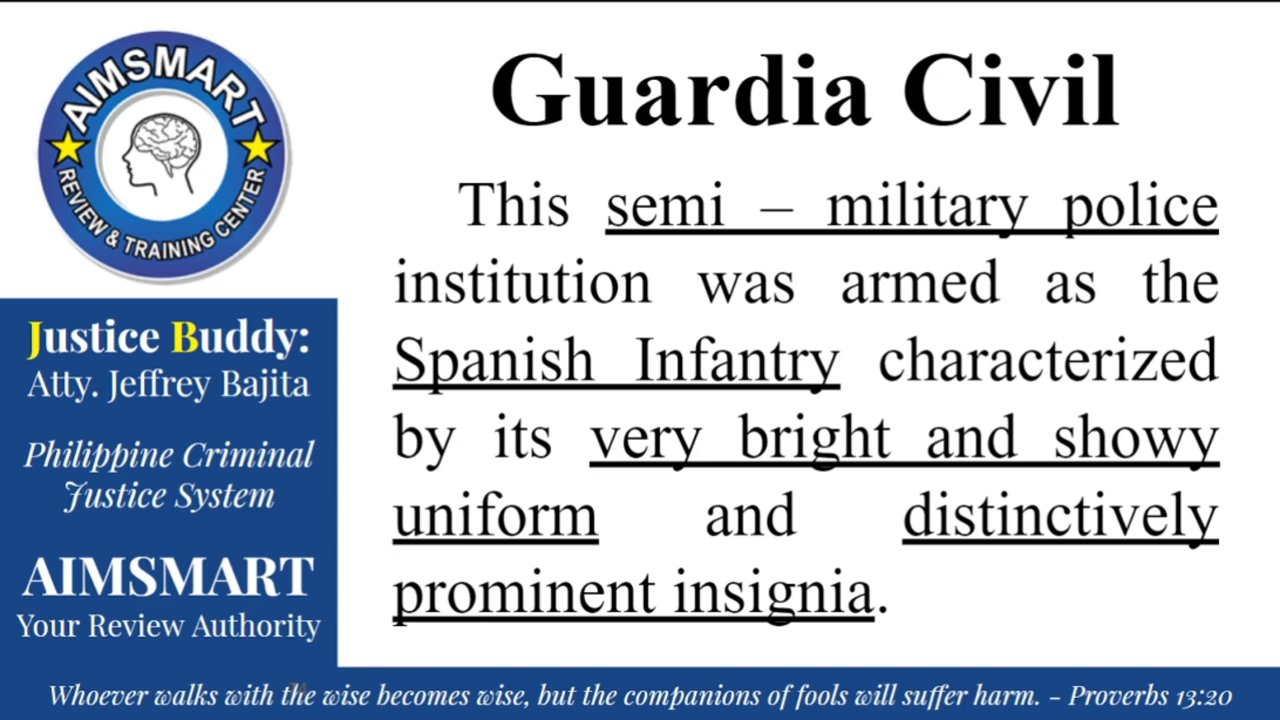 AIMSMART
REVIEW & TRAINING CENTER
Guardia Civil
This semi – military police
institution was armed as the
Spanish Infantry characterized
by its very bright and showy
uniform and distinctively
prominent insignia.
Justice Buddy:
Atty. Jeffrey Bajita
Philippine Criminal
Justice System
AIMSMART
Your Review Authority
Whoever walks with the wise becomes wise, but the companions of fools will suffer harm. – Proverbs 13:20